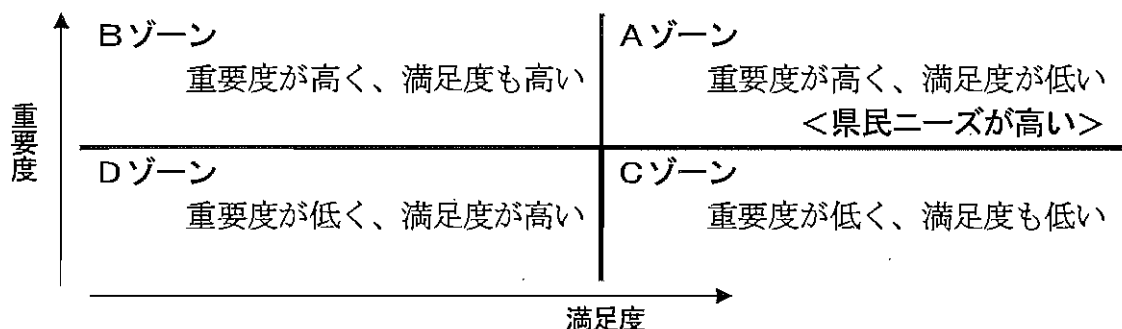 Bゾーン
重要度が高く、満足度も高い
Aゾーン
重要度が高く、満足度が低い
<県民ニーズが高い>
重要度
Dゾーン
重要度が低く、満足度が高い
Cゾーン
重要度が低く、満足度も低い
満足度